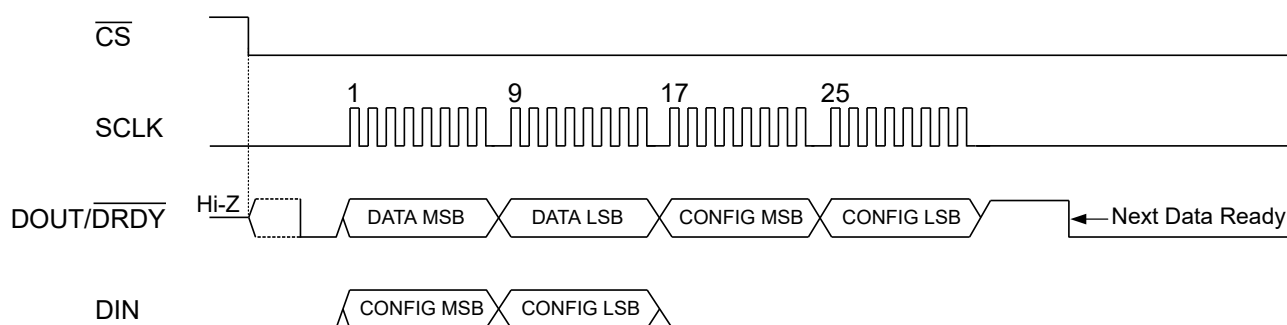 CS
1 9 17 25
SCLK
Hi-Z
DOUT/DRDY DATA MSB DATA LSB CONFIG MSB CONFIG LSB Next Data Ready
DIN CONFIG MSB CONFIG LSB